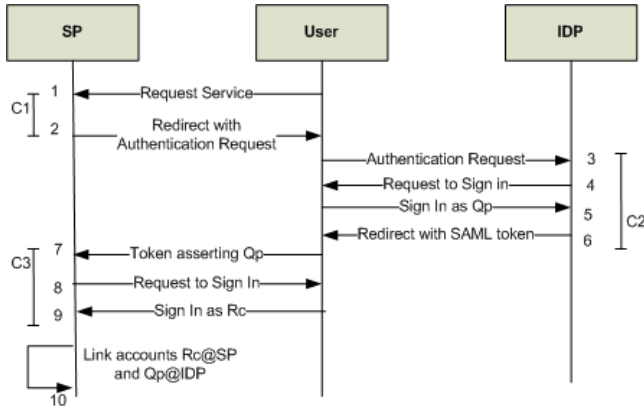 SP
User
IDP
1
Request Service
C1
2
Redirect with
Authentication Request
Authentication Request
3
Request to Sign in
4
Sign In as Qp
5
C2
Redirect with SAML token
6
7
Token asserting Qp
C3
8
Request to Sign In
9
Sign In as Rc
Link accounts Rc@SP
and Qp@IDP
10